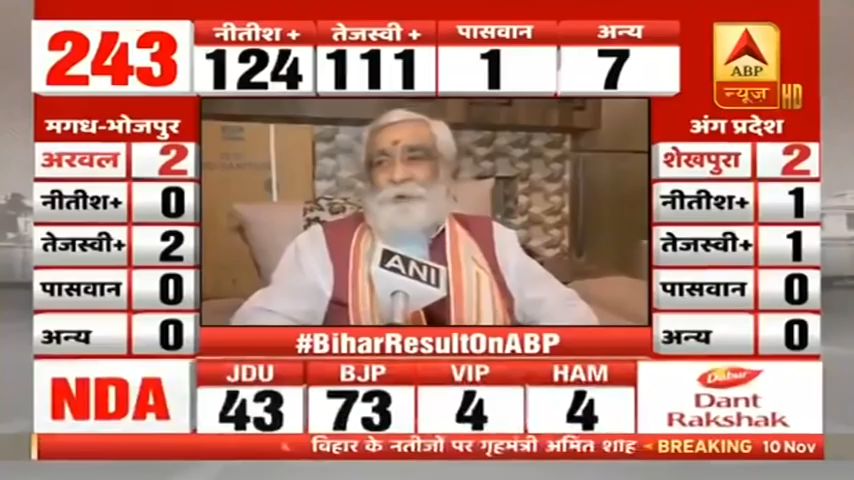 243
नीतीश + तेजस्वी + पासवान अन्य
124 111 1 7
ABP
न्यूज़ HD
मगध-भोजपुर
अरवल 2
नीतीश+ 0
तेजस्वी+ 2
पासवान 0
अन्य 0
ANI
#BiharResultOnABP
अंग प्रदेश
शेखपुरा 2
नीतीश+ 1
तेजस्वी+ 1
पासवान 0
अन्य 0
NDA
JDU BJP VIP HAM
43 73 4 4
Dabur
Dant
Rakshak
बिहार के नतीजों पर गृहमंत्री अमित शाह BREAKING 10 Nov